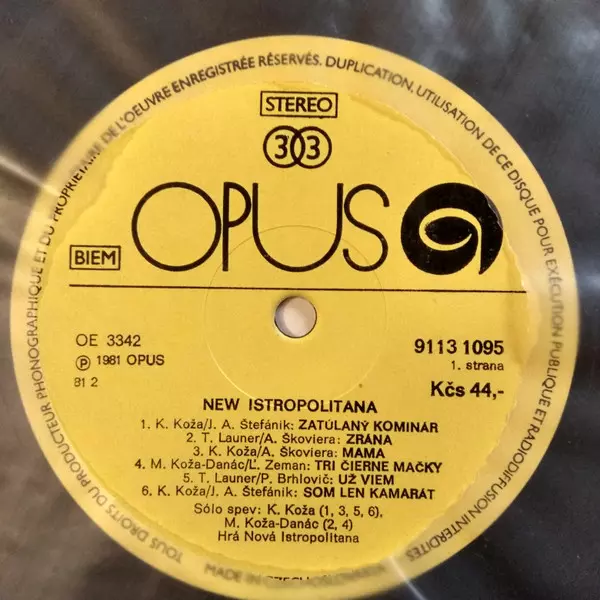 TOUS DROITS DU PRODUCTEUR PHONOGRAPHIQUE ET DU PROPRIÉTAIRE DE L'OEUVRE ENREGISTRÉE RÉSERVÉS. DUPLICATION, UTILISATION DE CE DISQUE POUR EXÉCUTION PUBLIQUE ET RADIODIFFUSION INTERDITES
STEREO
33
OPUS
BIEM
OE 3342
℗ 1981 OPUS
81 2
9113 1095
1. strana
Kčs 44,-
NEW ISTROPOLITANA
1. K. Koža/J. A. Štefánik: ZATÚLANÝ KOMINÁR
2. T. Launer/A. Škoviera: ZRÁNA
3. K. Koža/A. Škoviera: MAMA
4. M. Koža-Danác/Ľ. Zeman: TRI ČIERNE MAČKY
5. T. Launer/P. Brhlovič: UŽ VIEM
6. K. Koža/J. A. Štefánik: SOM LEN KAMARÁT
Sólo spev: K. Koža (1, 3, 5, 6),
M. Koža-Danác (2, 4)
Hrá Nová Istropolitana
MADE IN